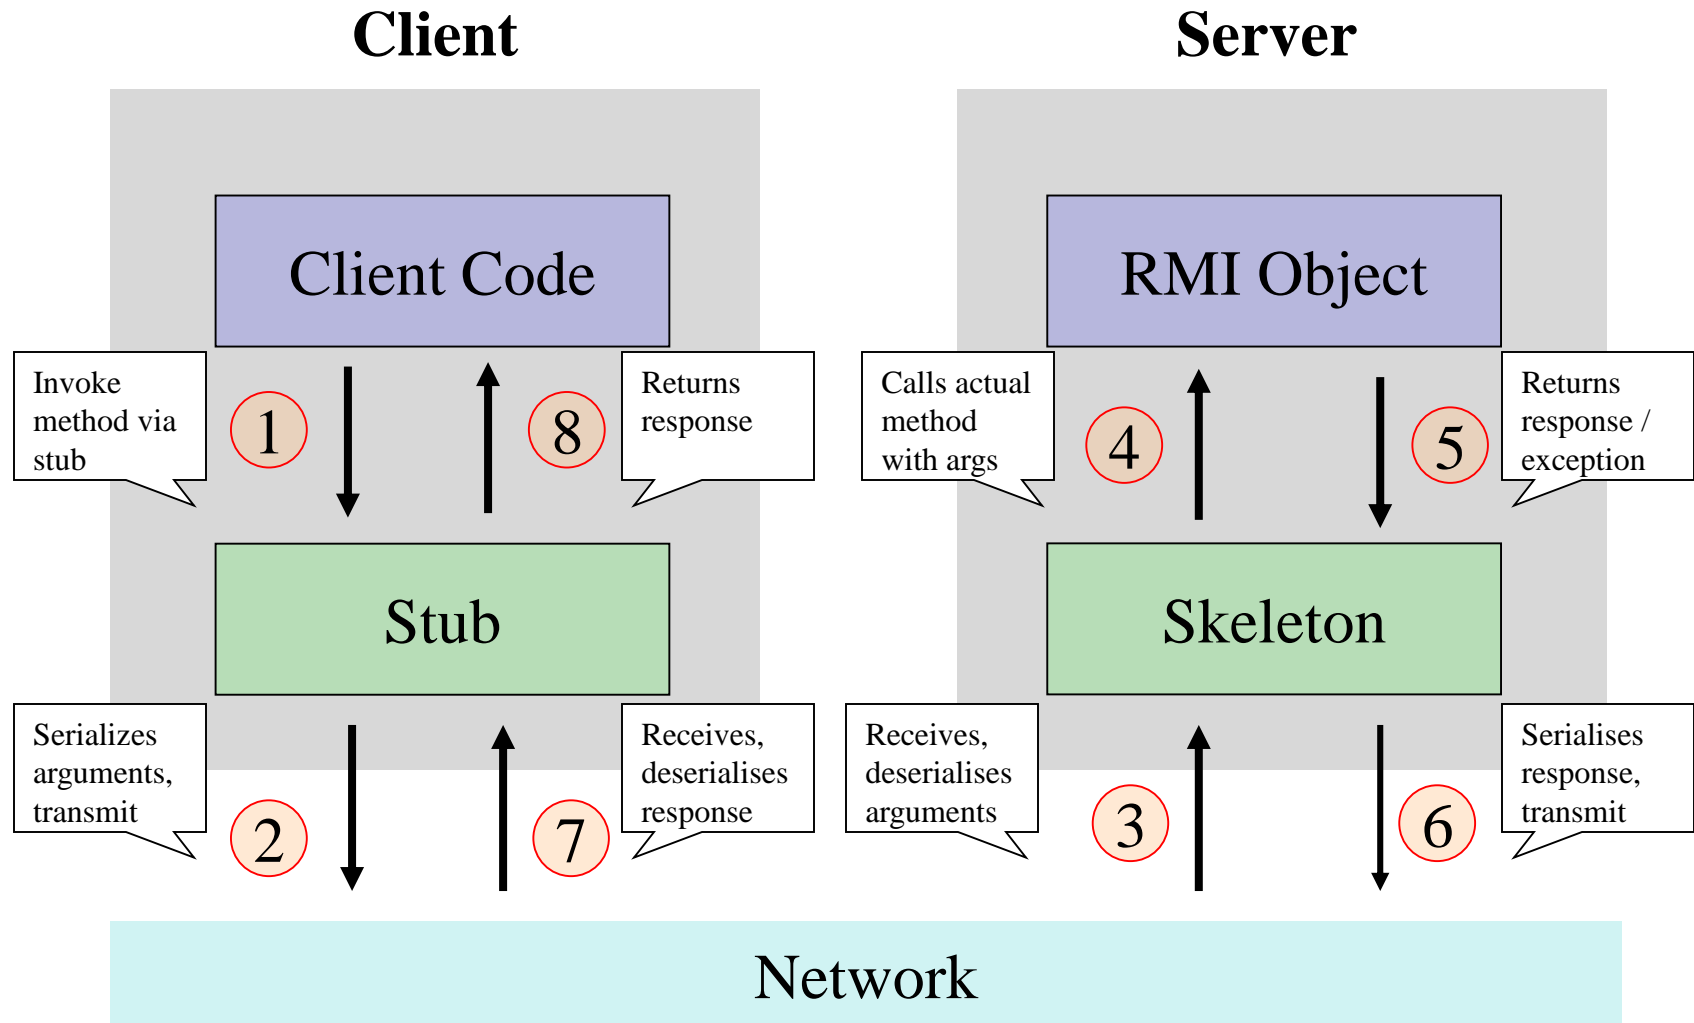 Client
Server
Client Code
RMI Object
Invoke
method via
stub
1
8
Returns
response
Calls actual
method
with args
4
5
Returns
response /
exception
Stub
Skeleton
Serializes
arguments,
transmit
2
7
Receives,
deserialises
response
Receives,
deserialises
arguments
3
6
Serialises
response,
transmit
Network